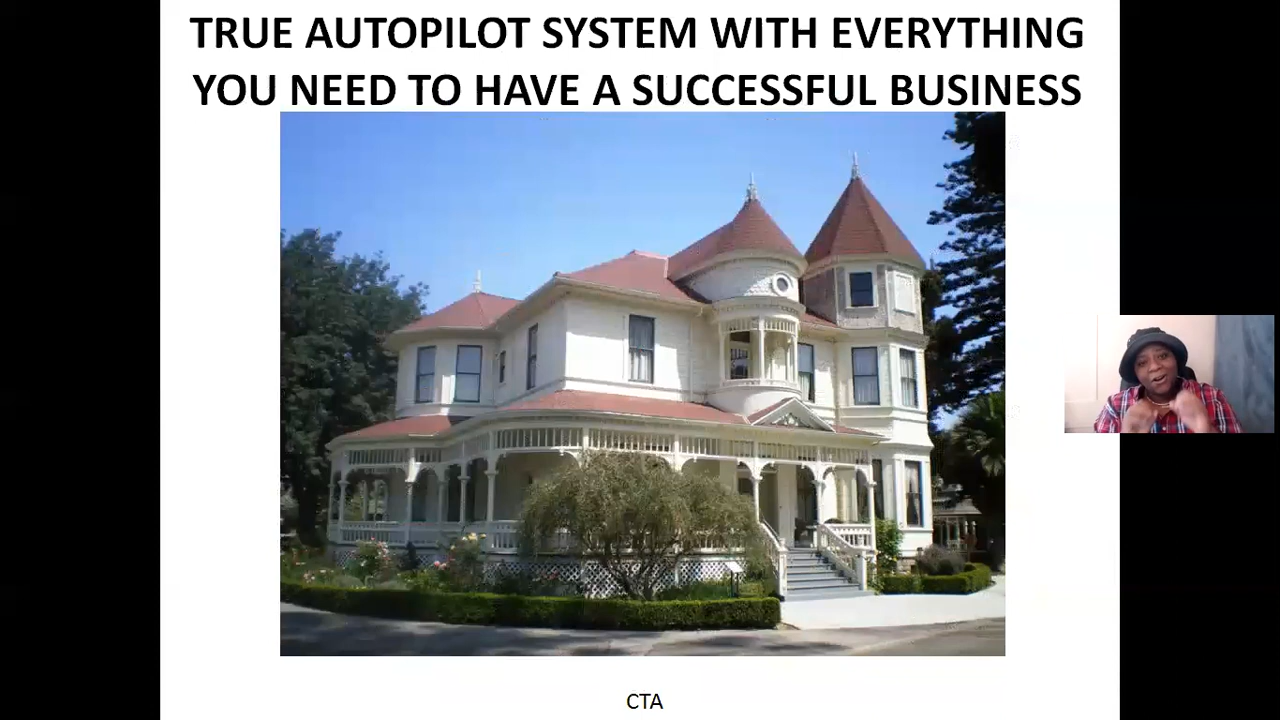 TRUE AUTOPILOT SYSTEM WITH EVERYTHING
YOU NEED TO HAVE A SUCCESSFUL BUSINESS
CTA